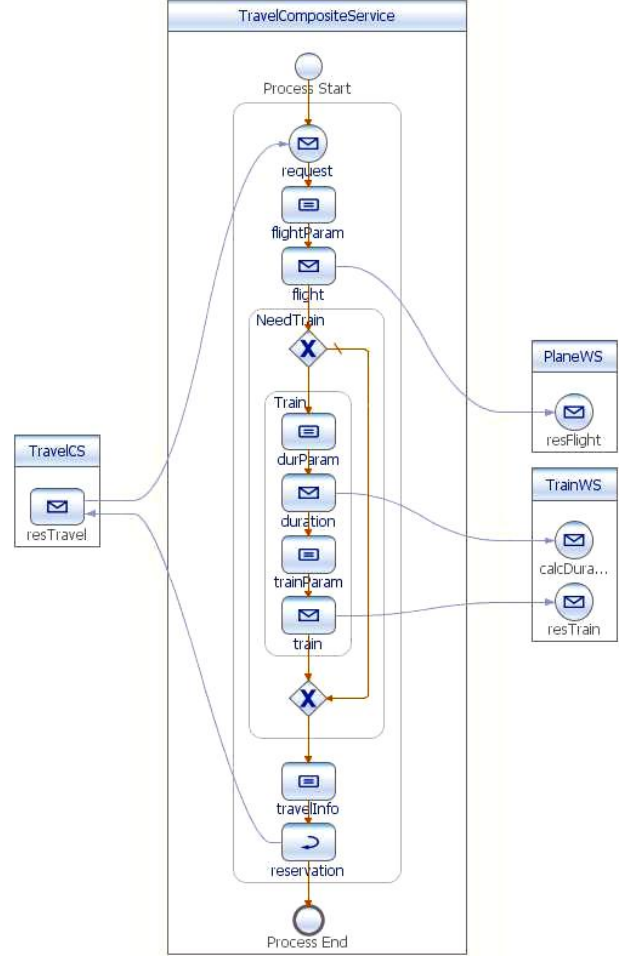 TravelCompositeService
Process Start
request
flightParam
flight
NeedTrain
X
Train
durParam
duration
trainParam
train
X
travelInfo
reservation
Process End
TravelCS
resTravel
PlaneWS
resFlight
TrainWS
calcDura...
resTrain